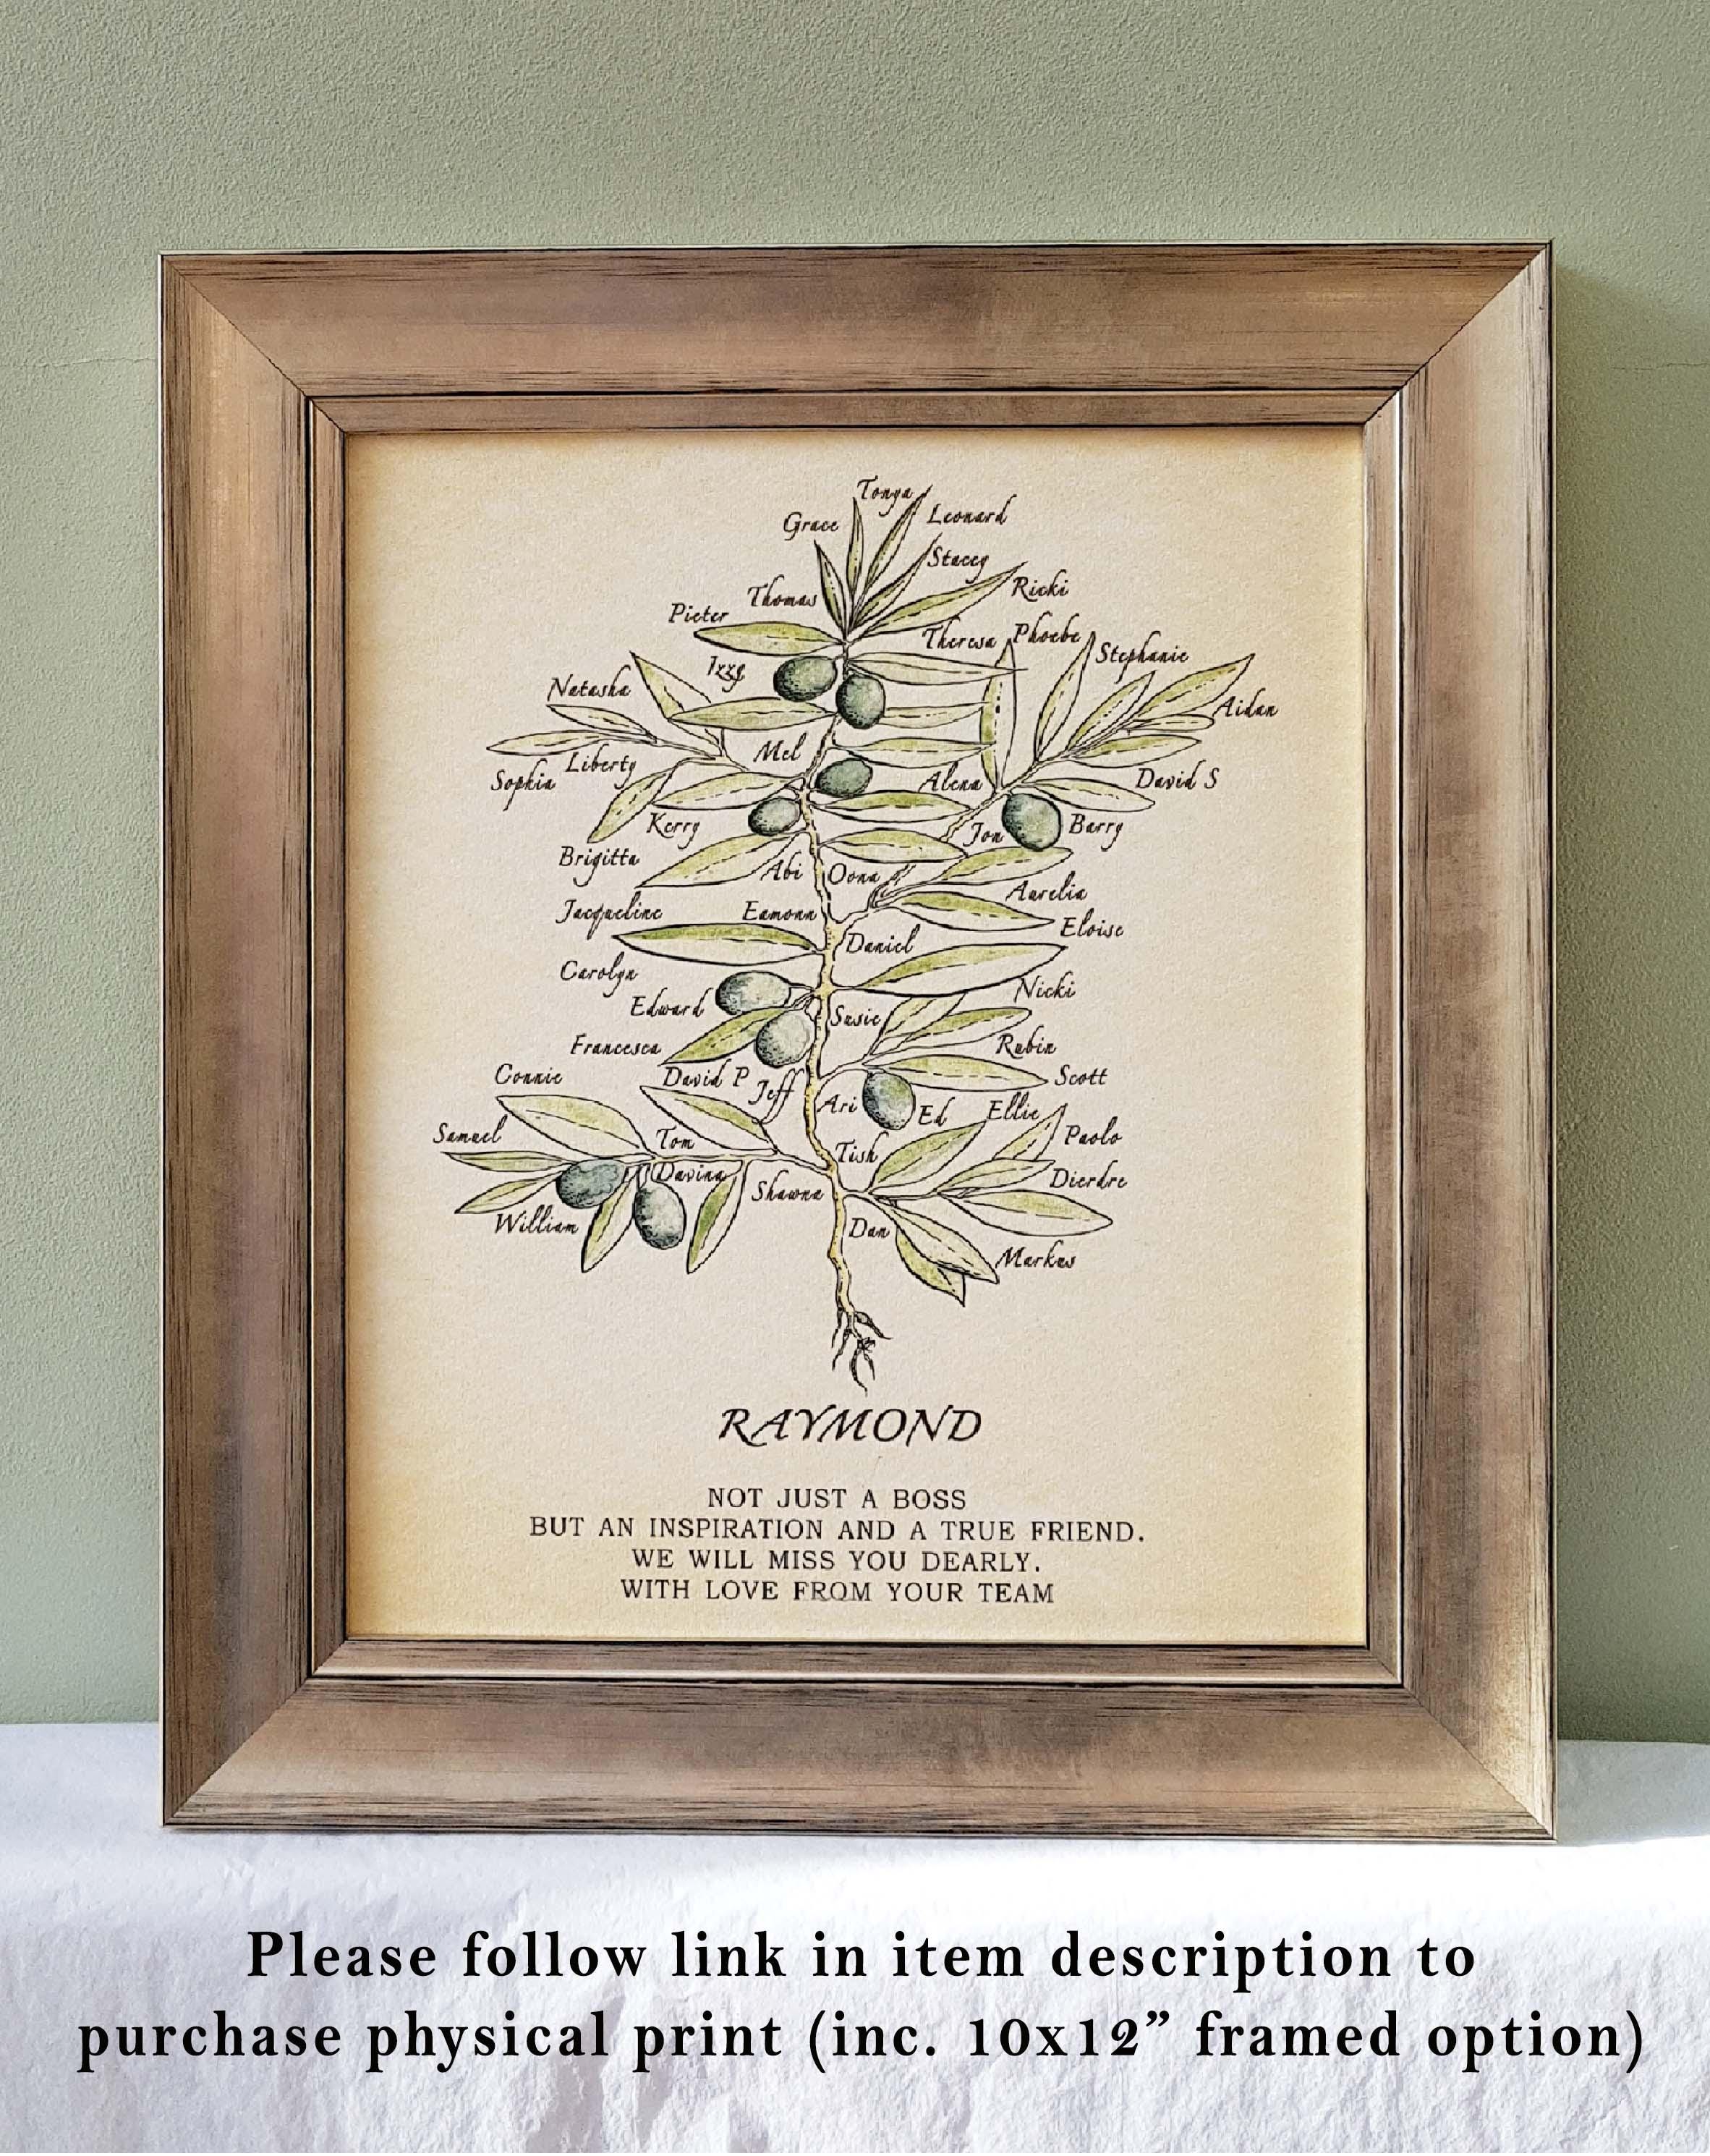 Tonya
Grace
Leonard
Stacey
Thomas
Ricki
Pieter
Theresa
Phoebe
Stephanie
Izzy
Natasha
Aidan
Mel
Liberty
Sophia
Alena
David S
Kerry
Jon
Barry
Brigitta
Abi
Oona
Aurelia
Jacqueline
Eamonn
Eloise
Daniel
Carolyn
Nicki
Edward
Susie
Francesca
Rubin
Connie
David P
Jeff
Scott
Ari
Ed
Ellie
Samuel
Tom
Paolo
Tish
Davina
Dierdre
Shawna
William
Dan
Markus
RAYMOND
NOT JUST A BOSS
BUT AN INSPIRATION AND A TRUE FRIEND.
WE WILL MISS YOU DEARLY.
WITH LOVE FROM YOUR TEAM
Please follow link in item description to
purchase physical print (inc. 10x12” framed option)